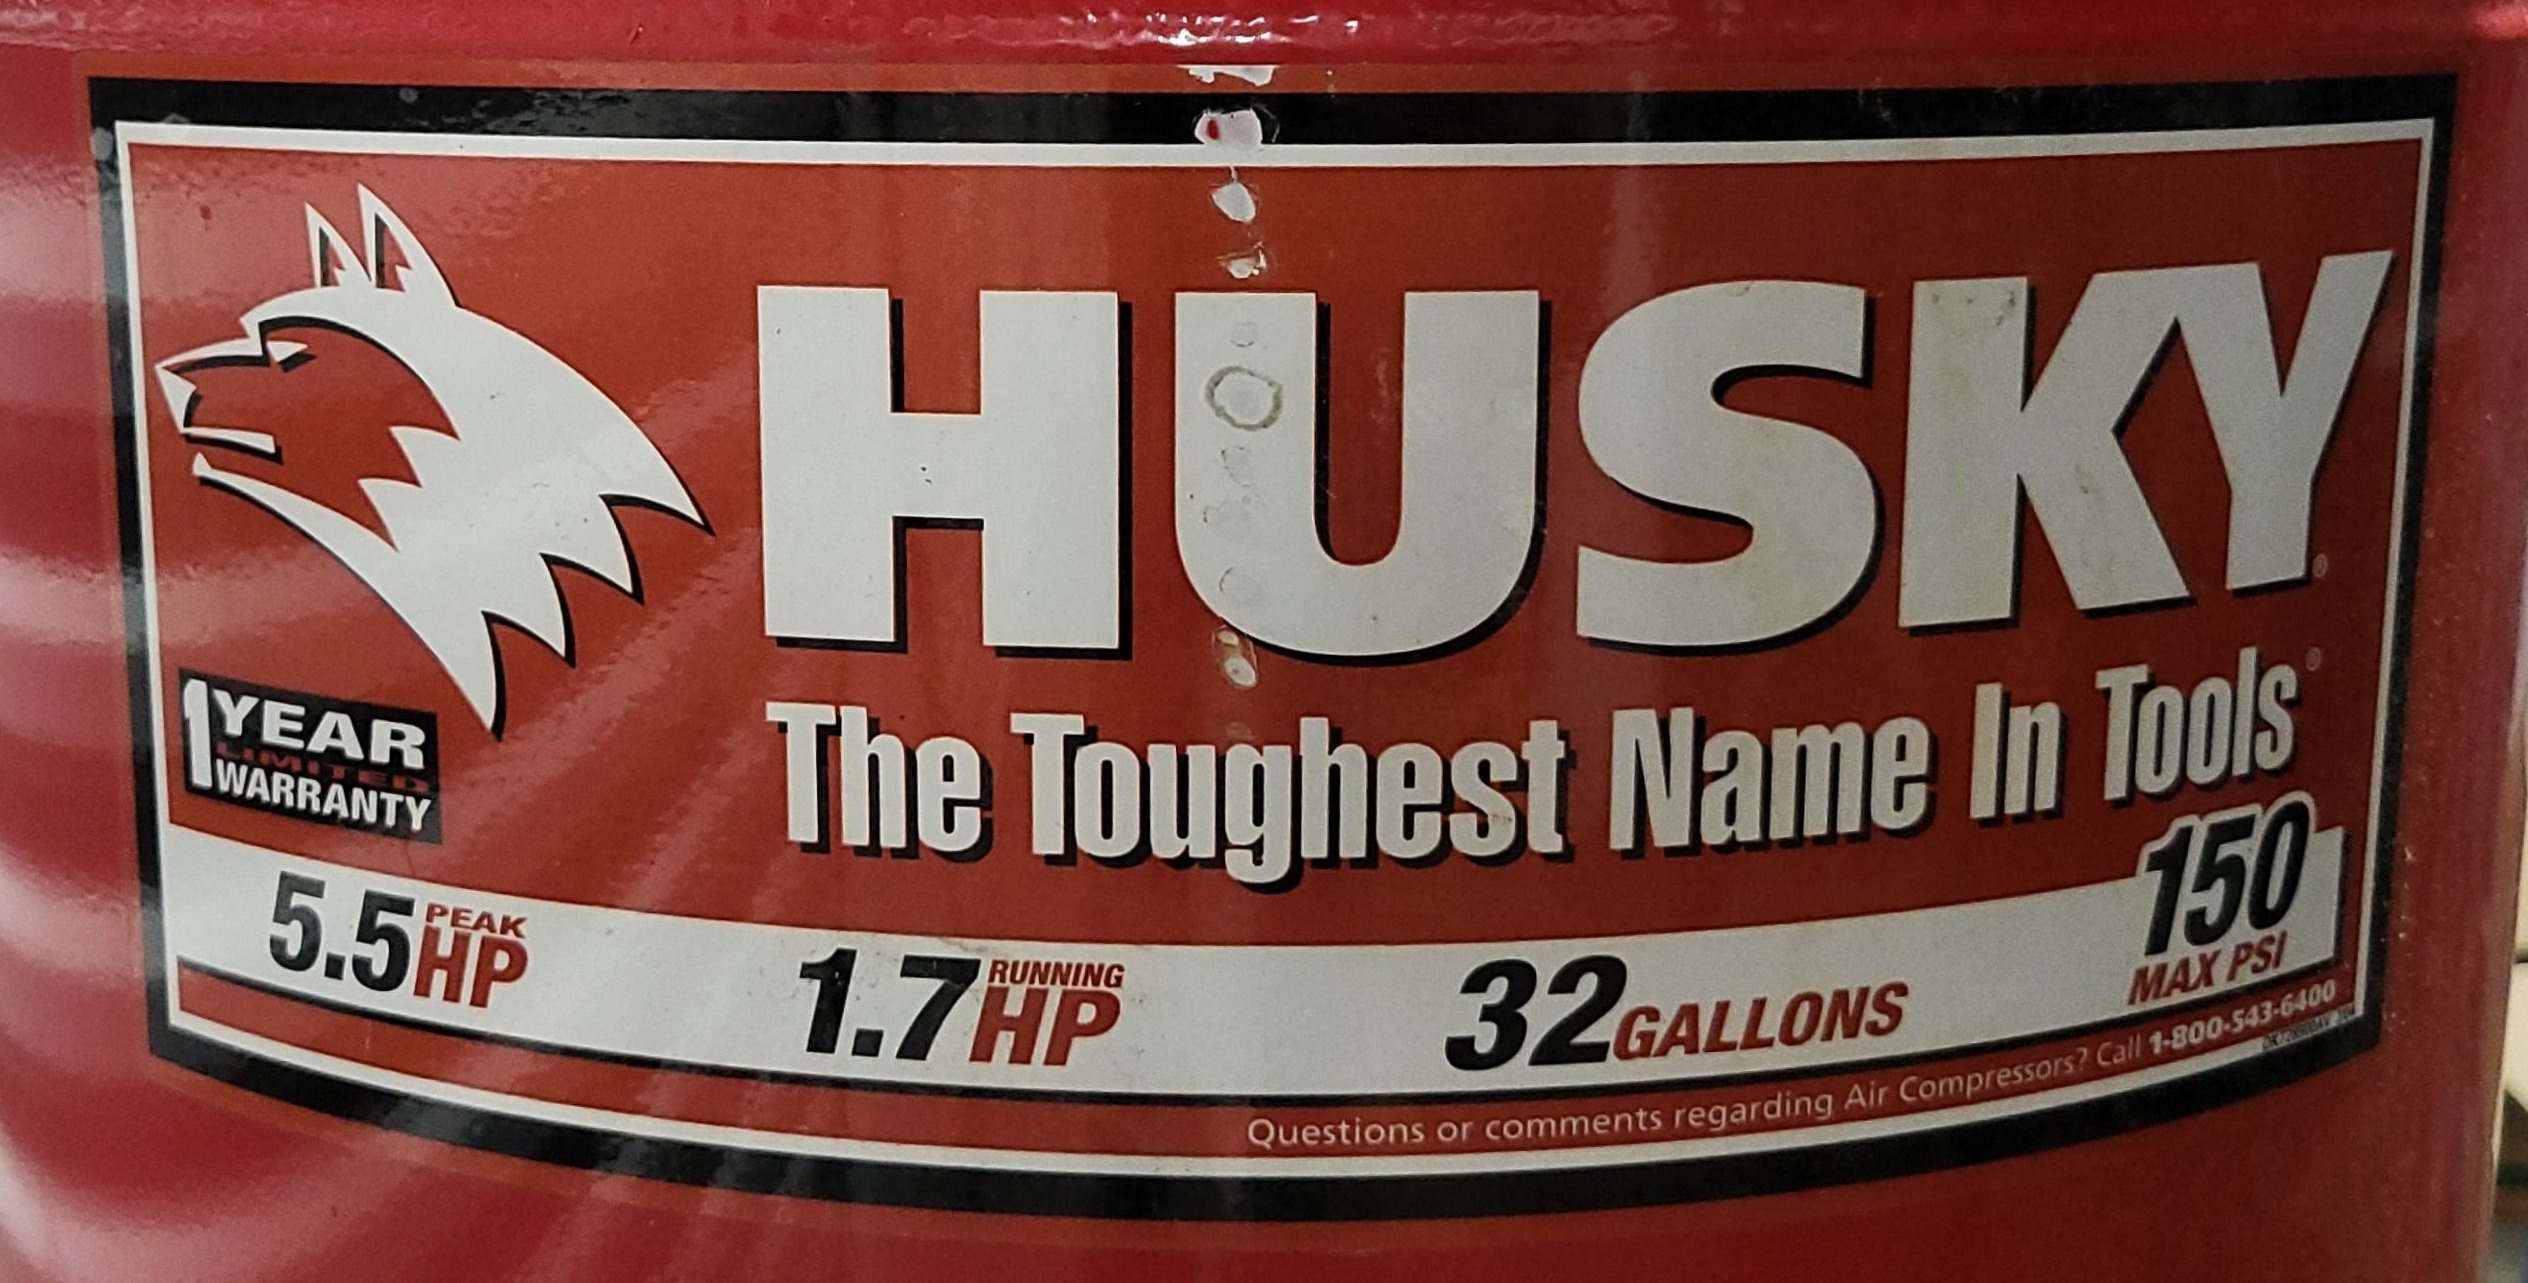 HUSKY®
The Toughest Name In Tools®
1 YEAR
LIMITED
WARRANTY
5.5 PEAK HP
1.7 RUNNING HP
32 GALLONS
150 MAX PSI
Questions or comments regarding Air Compressors? Call 1-800-543-6400